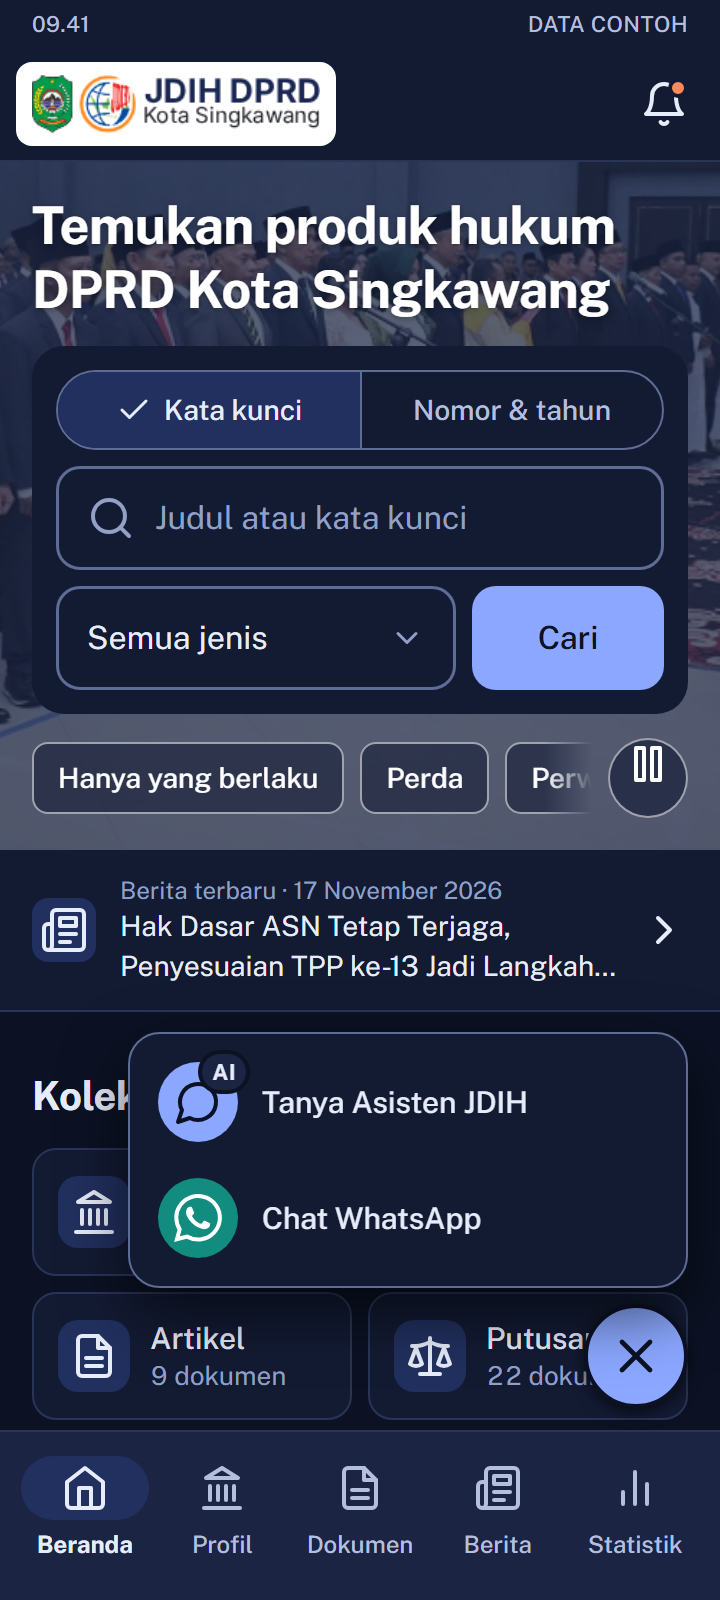 09.41
DATA CONTOH
JDIH DPRD
Kota Singkawang
Temukan produk hukum
DPRD Kota Singkawang
Kata kunci
Nomor & tahun
Judul atau kata kunci
Semua jenis
Cari
Hanya yang berlaku
Perda
Berita terbaru · 17 November 2026
Hak Dasar ASN Tetap Terjaga,
Penyesuaian TPP ke-13 Jadi Langkah...
AI
Tanya Asisten JDIH
Chat WhatsApp
Artikel
9 dokumen
22
Beranda
Profil
Dokumen
Berita
Statistik